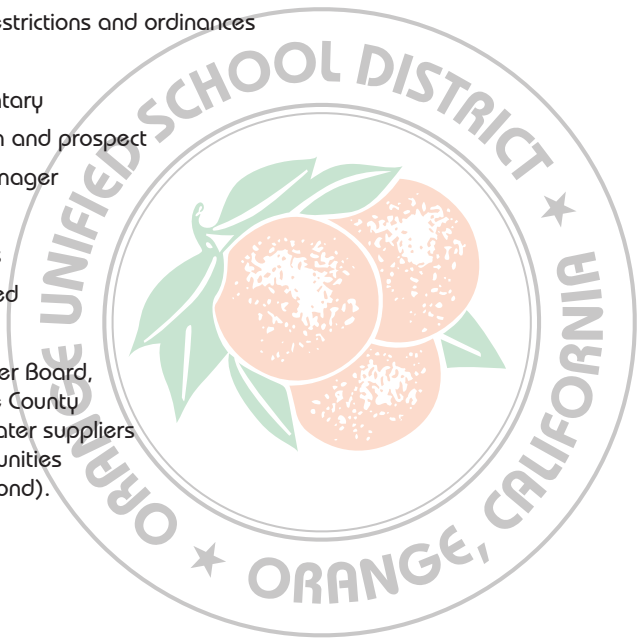 estrictions and ordinances
tary
n and prospect
nager
s
ed
er Board,
e County
ater suppliers
unities
ond).
ORANGE UNIFIED SCHOOL DISTRICT ★
ORANGE, CALIFORNIA ★